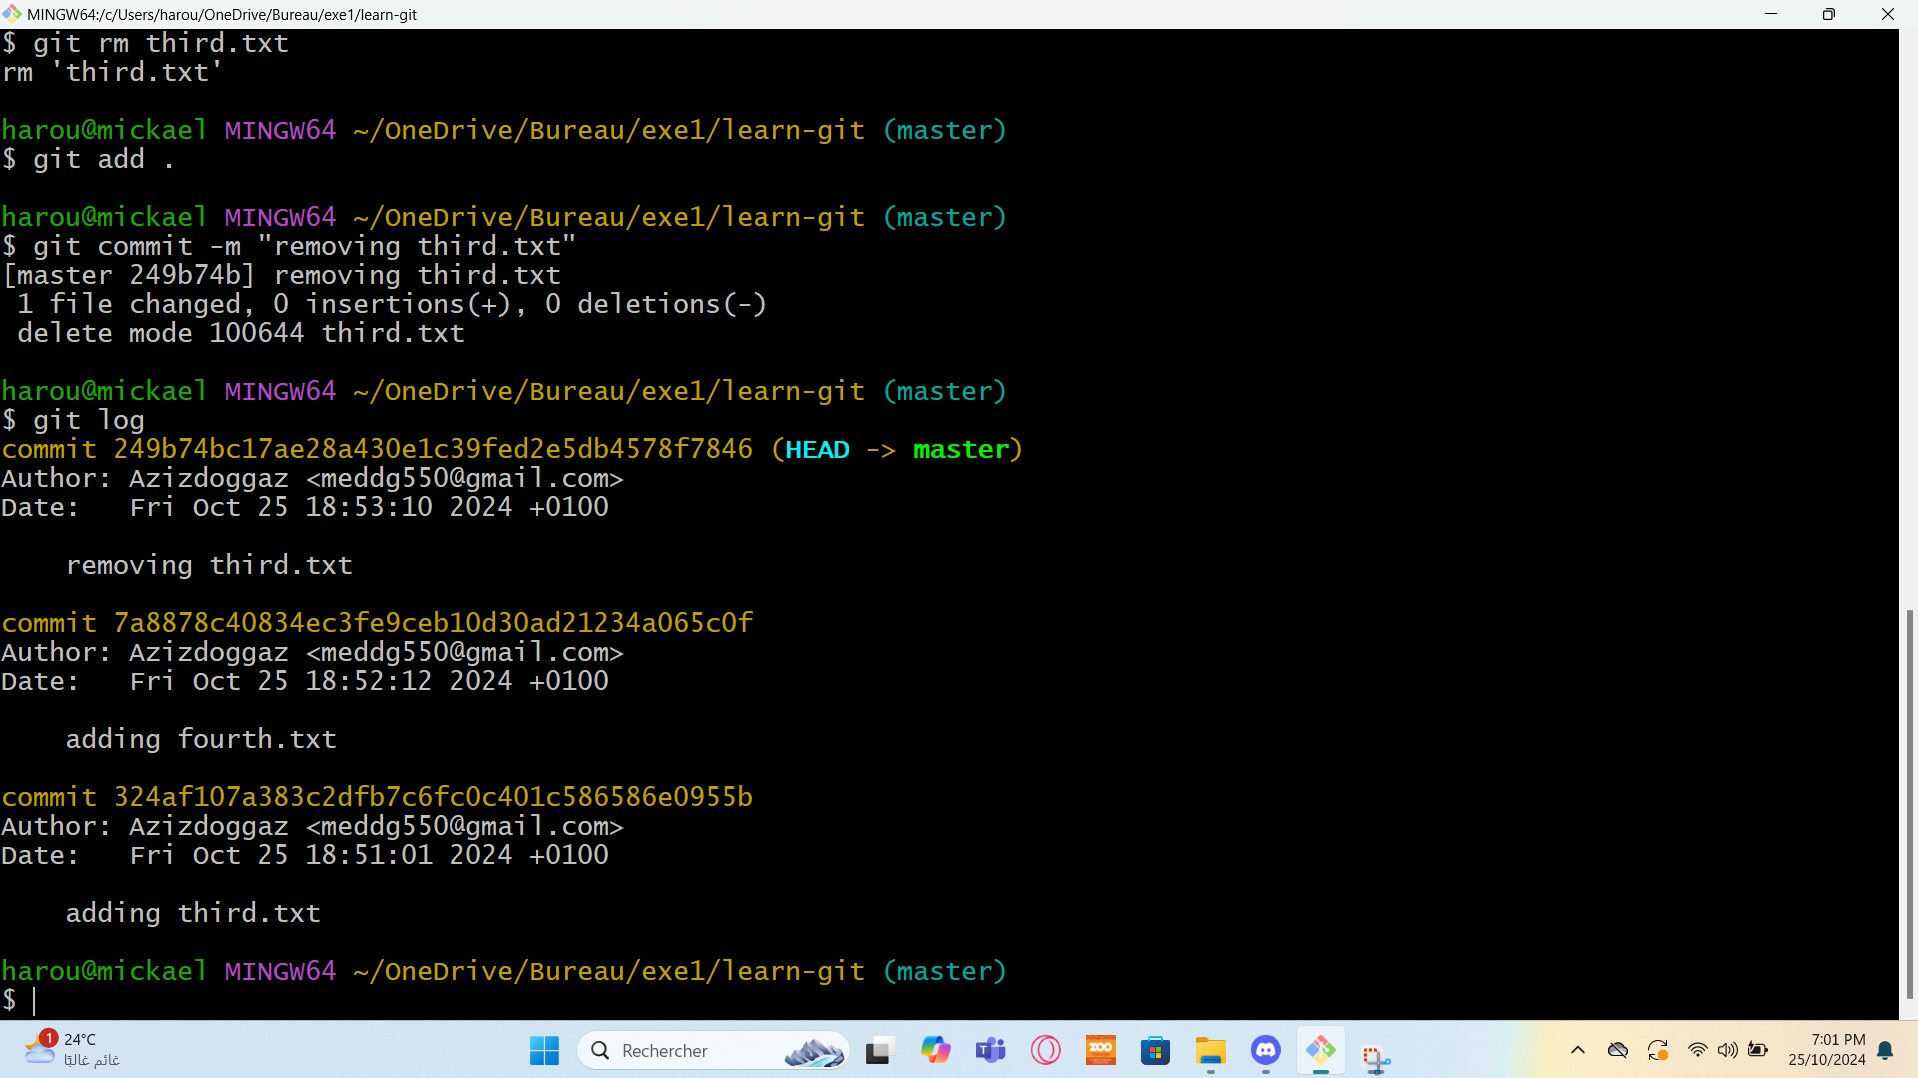 MINGW64:/c/Users/harou/OneDrive/Bureau/exe1/learn-git
$ git rm third.txt
rm 'third.txt'
harou@mickael MINGW64 ~/OneDrive/Bureau/exe1/learn-git (master)
$ git add .
harou@mickael MINGW64 ~/OneDrive/Bureau/exe1/learn-git (master)
$ git commit -m "removing third.txt"
[master 249b74b] removing third.txt
 1 file changed, 0 insertions(+), 0 deletions(-)
 delete mode 100644 third.txt
harou@mickael MINGW64 ~/OneDrive/Bureau/exe1/learn-git (master)
$ git log
commit 249b74bc17ae28a430e1c39fed2e5db4578f7846 (HEAD -> master)
Author: Azizdoggaz <meddg550@gmail.com>
Date:   Fri Oct 25 18:53:10 2024 +0100
    removing third.txt
commit 7a8878c40834ec3fe9ceb10d30ad21234a065c0f
Author: Azizdoggaz <meddg550@gmail.com>
Date:   Fri Oct 25 18:52:12 2024 +0100
    adding fourth.txt
commit 324af107a383c2dfb7c6fc0c401c586586e0955b
Author: Azizdoggaz <meddg550@gmail.com>
Date:   Fri Oct 25 18:51:01 2024 +0100
    adding third.txt
harou@mickael MINGW64 ~/OneDrive/Bureau/exe1/learn-git (master)
$
1
24°C
غائم غالبًا
Rechercher
ZOO
7:01 PM
25/10/2024